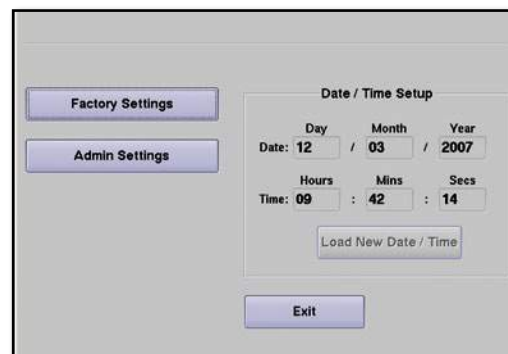 Factory Settings
Admin Settings
Date / Time Setup
Day Month Year
Date: 12 / 03 / 2007
Hours Mins Secs
Time: 09 : 42 : 14
Load New Date / Time
Exit